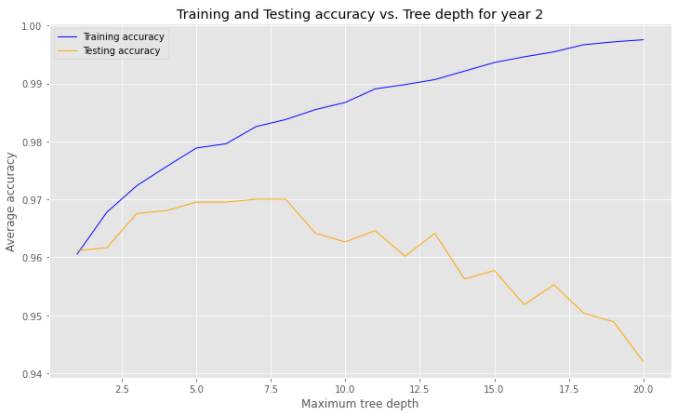 Training and Testing accuracy vs. Tree depth for year 2
1.00
Training accuracy
Testing accuracy
0.99
0.98
0.97
0.96
0.95
0.94
Average accuracy
2.5 5.0 7.5 10.0 12.5 15.0 17.5 20.0
Maximum tree depth